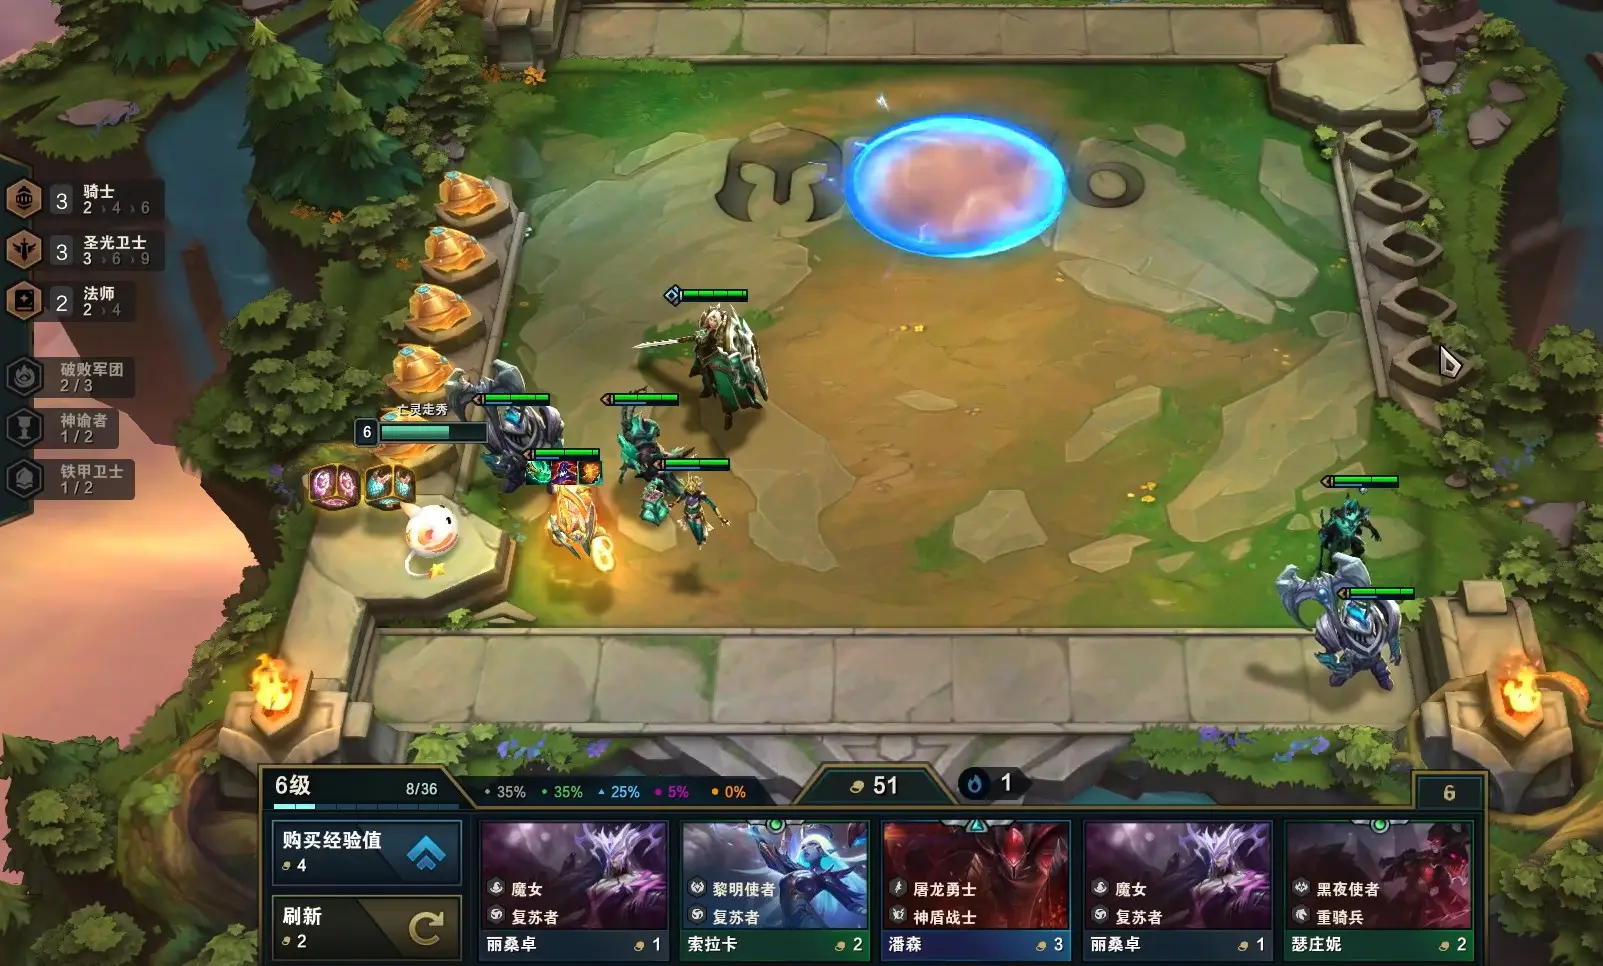 3 骑士
2 › 4 › 6
3 圣光卫士
3 › 6 › 9
2 法师
2 › 4
破败军团
2 / 3
神谕者
1 / 2
铁甲卫士
1 / 2
亡灵走秀
6
6级 8/36
35% 35% 25% 5% 0%
51
1
6
购买经验值
4
刷新
2
魔女
复苏者
丽桑卓 1
黎明使者
复苏者
索拉卡 2
屠龙勇士
神盾战士
潘森 3
魔女
复苏者
丽桑卓 1
黑夜使者
重骑兵
瑟庄妮 2